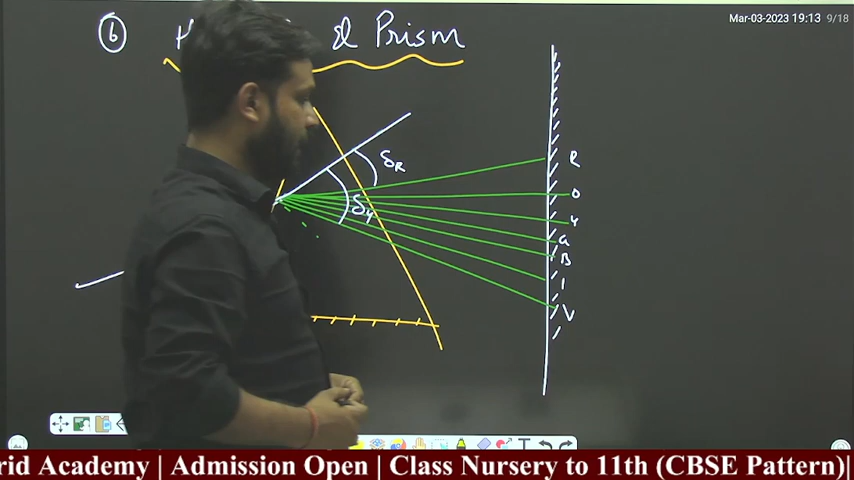 Mar-03-2023 19:13 9/18
⑥ H & Prism
δR
δv
R
O
Y
G
B
I
V
rid Academy | Admission Open | Class Nursery to 11th (CBSE Pattern)|